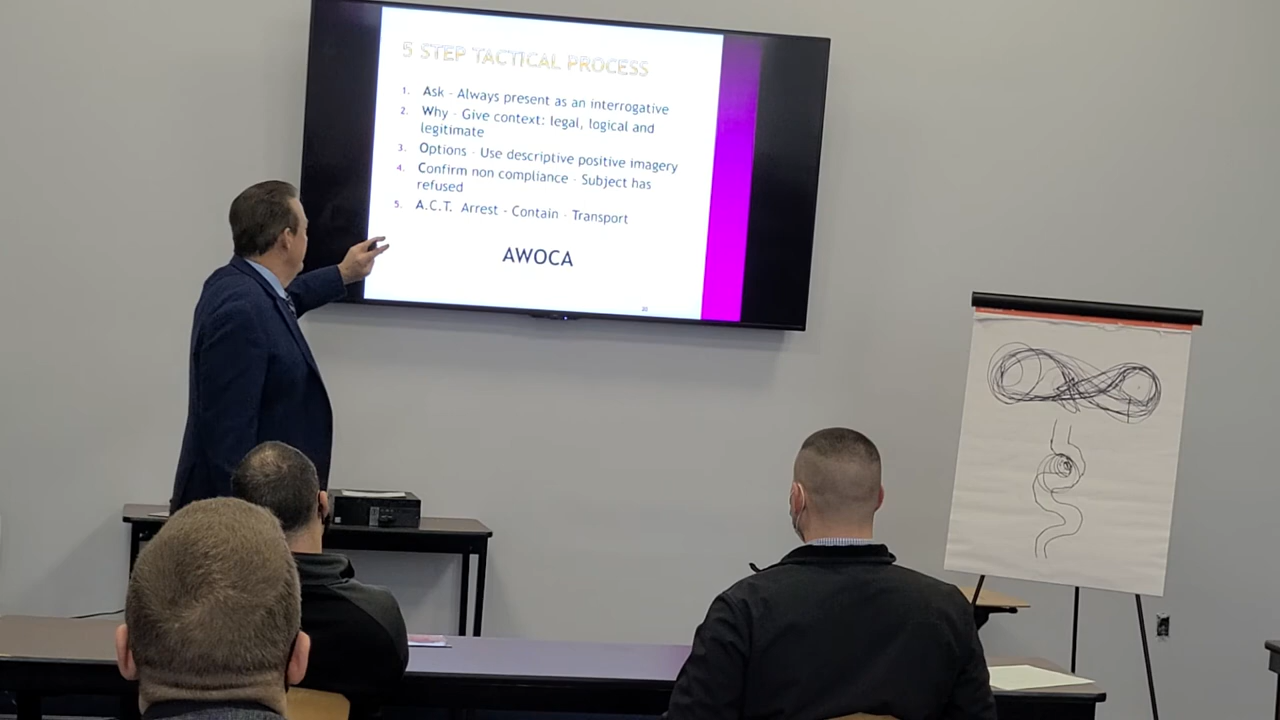 5 STEP TACTICAL PROCESS
1. Ask - Always present as an interrogative
2. Why - Give context: legal, logical and
legitimate
3. Options - Use descriptive positive imagery
4. Confirm non compliance - Subject has
refused
5. A.C.T. Arrest - Contain - Transport
AWOCA